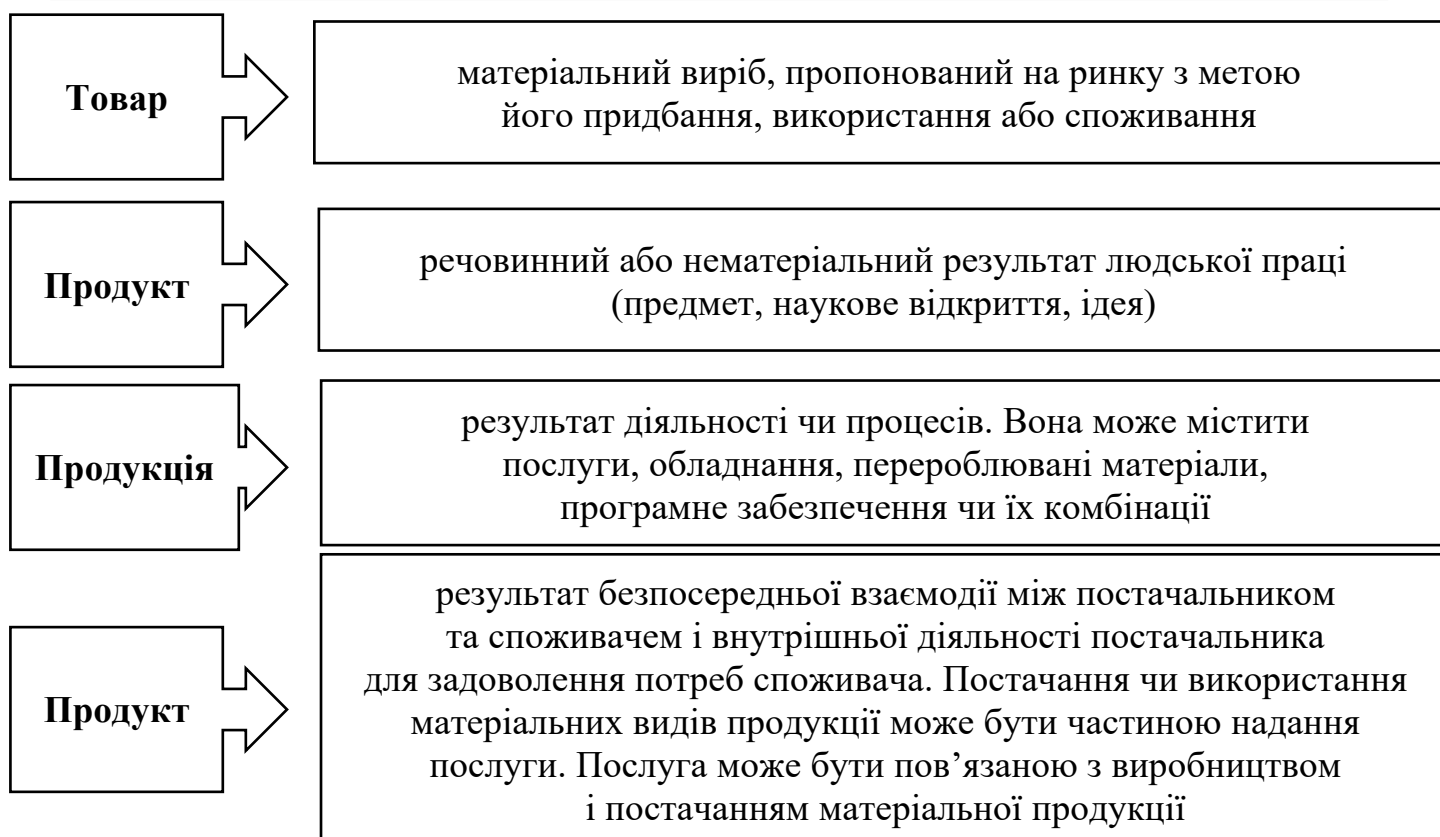 Товар
матеріальний виріб, пропонований на ринку з метою
його придбання, використання або споживання
Продукт
речовинний або нематеріальний результат людської праці
(предмет, наукове відкриття, ідея)
Продукція
результат діяльності чи процесів. Вона може містити
послуги, обладнання, перероблювані матеріали,
програмне забезпечення чи їх комбінації
Продукт
результат безпосередньої взаємодії між постачальником
та споживачем і внутрішньої діяльності постачальника
для задоволення потреб споживача. Постачання чи використання
матеріальних видів продукції може бути частиною надання
послуги. Послуга може бути пов’язаною з виробництвом
і постачанням матеріальної продукції